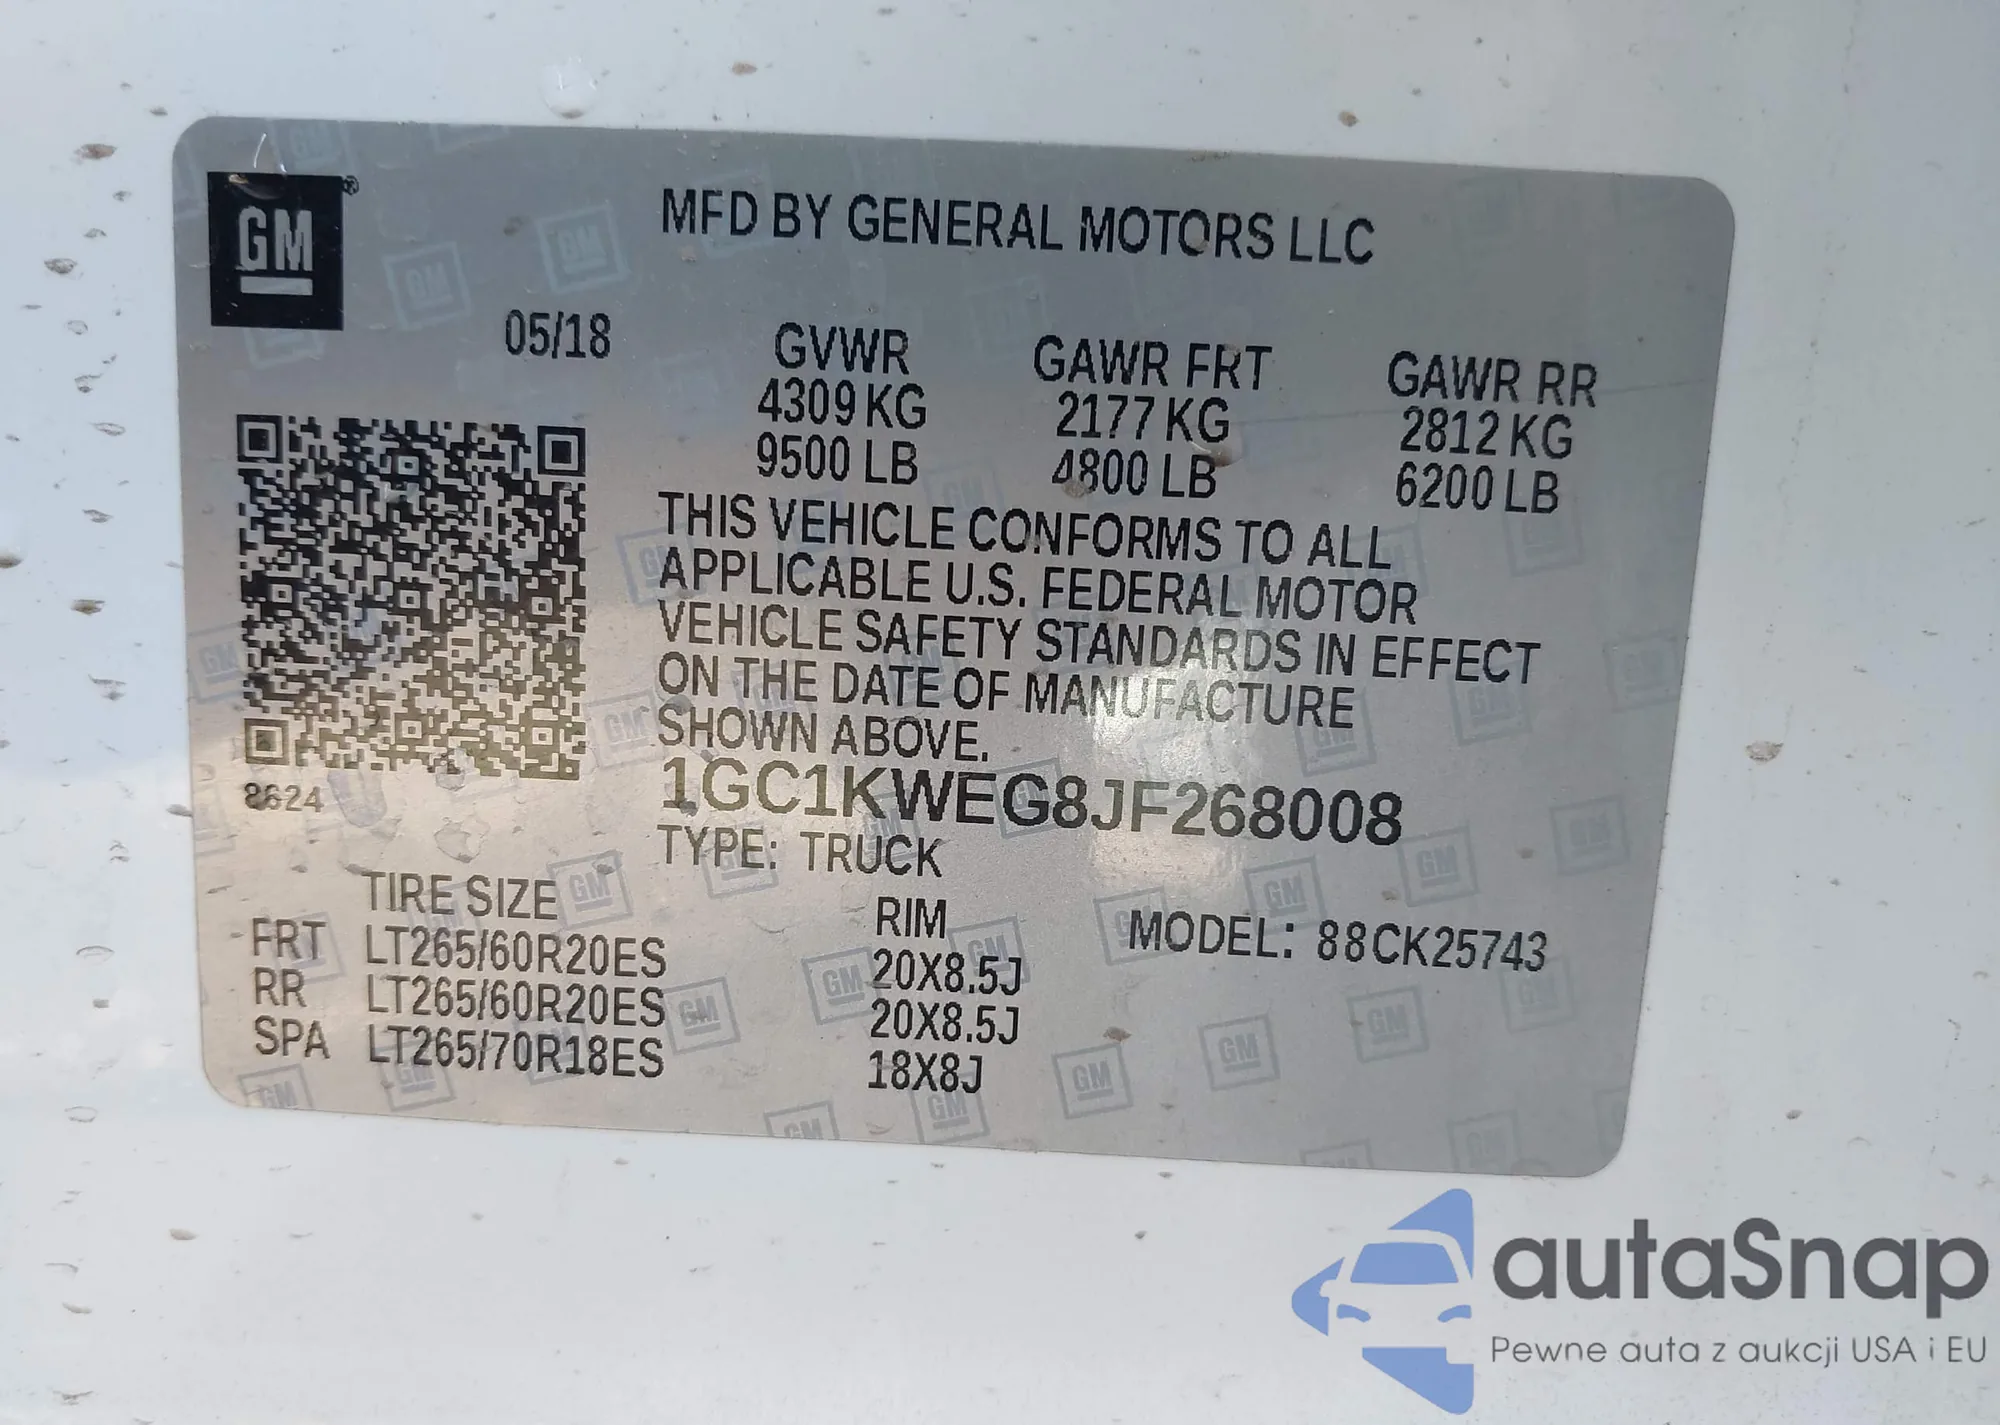 GM
MFD BY GENERAL MOTORS LLC
05/18
GVWR GAWR FRT GAWR RR
4309 KG 2177 KG 2812 KG
9500 LB 4800 LB 6200 LB
THIS VEHICLE CONFORMS TO ALL
APPLICABLE U.S. FEDERAL MOTOR
VEHICLE SAFETY STANDARDS IN EFFECT
ON THE DATE OF MANUFACTURE
SHOWN ABOVE.
8624
1GC1KWEG8JF268008
TYPE: TRUCK
TIRE SIZE RIM
MODEL: 88CK25743
FRT LT265/60R20ES 20X8.5J
RR LT265/60R20ES 20X8.5J
SPA LT265/70R18ES 18X8J
autaSnap
Pewne auta z aukcji USA i EU